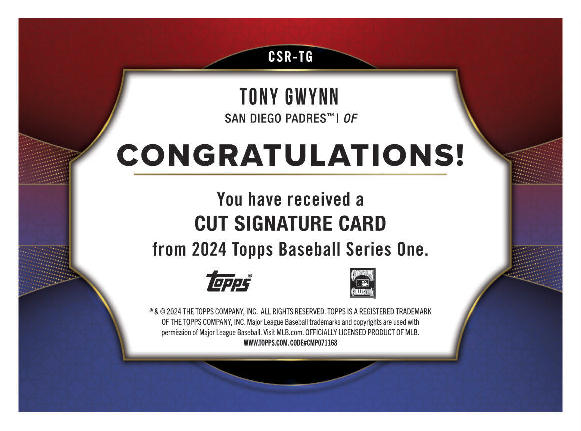 CSR-TG
TONY GWYNN
SAN DIEGO PADRES™ | OF
CONGRATULATIONS!
You have received a
CUT SIGNATURE CARD
from 2024 Topps Baseball Series One.
topps
® & © 2024 THE TOPPS COMPANY, INC. ALL RIGHTS RESERVED. TOPPS IS A REGISTERED TRADEMARK
OF THE TOPPS COMPANY, INC. Major League Baseball trademarks and copyrights are used with
permission of Major League Baseball. Visit MLB.com. OFFICIALLY LICENSED PRODUCT OF MLB.
WWW.TOPPS.COM. CODE#CMP071168